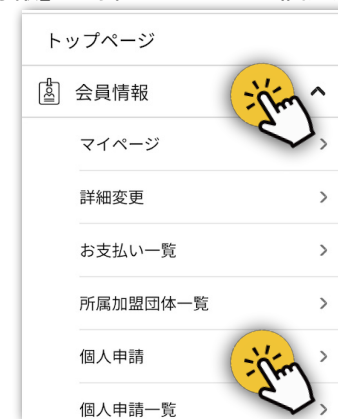 トップページ
会員情報
マイページ
詳細変更
お支払い一覧
所属加盟団体一覧
個人申請
個人申請一覧